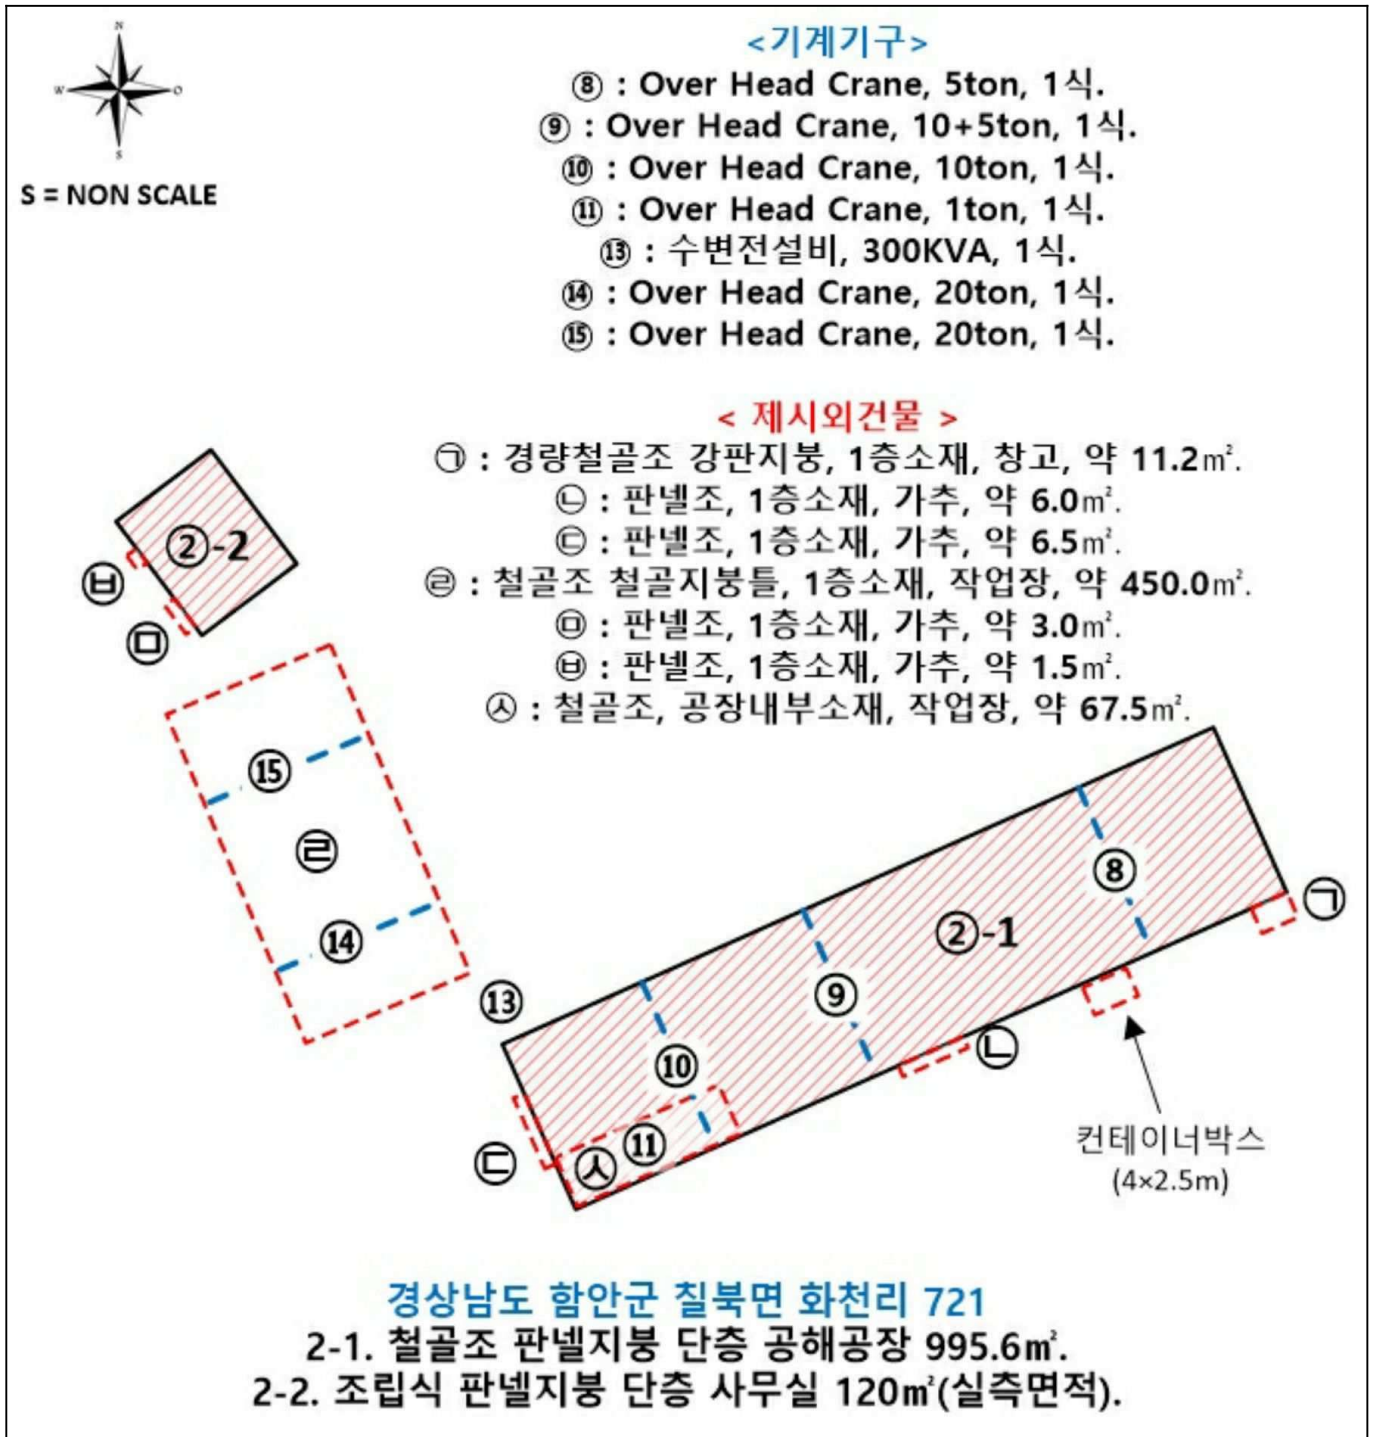 N
W O
S
S = NON SCALE
<기계기구>
⑧ : Over Head Crane, 5ton, 1식.
⑨ : Over Head Crane, 10+5ton, 1식.
⑩ : Over Head Crane, 10ton, 1식.
⑪ : Over Head Crane, 1ton, 1식.
⑬ : 수변전설비, 300KVA, 1식.
⑭ : Over Head Crane, 20ton, 1식.
⑮ : Over Head Crane, 20ton, 1식.
< 제시외건물 >
㉠ : 경량철골조 강판지붕, 1층소재, 창고, 약 11.2㎡.
㉡ : 판넬조, 1층소재, 가추, 약 6.0㎡.
㉢ : 판넬조, 1층소재, 가추, 약 6.5㎡.
㉣ : 철골조 철골지붕틀, 1층소재, 작업장, 약 450.0㎡.
㉤ : 판넬조, 1층소재, 가추, 약 3.0㎡.
㉥ : 판넬조, 1층소재, 가추, 약 1.5㎡.
㉦ : 철골조, 공장내부소재, 작업장, 약 67.5㎡.
②-2
㉥
㉤
⑮
㉣
⑭
⑬
⑧
㉠
②-1
⑨
㉡
⑩
⑪
㉢
㉦
컨테이너박스
(4×2.5m)
경상남도 함안군 칠북면 화천리 721
2-1. 철골조 판넬지붕 단층 공해공장 995.6㎡.
2-2. 조립식 판넬지붕 단층 사무실 120㎡(실측면적).